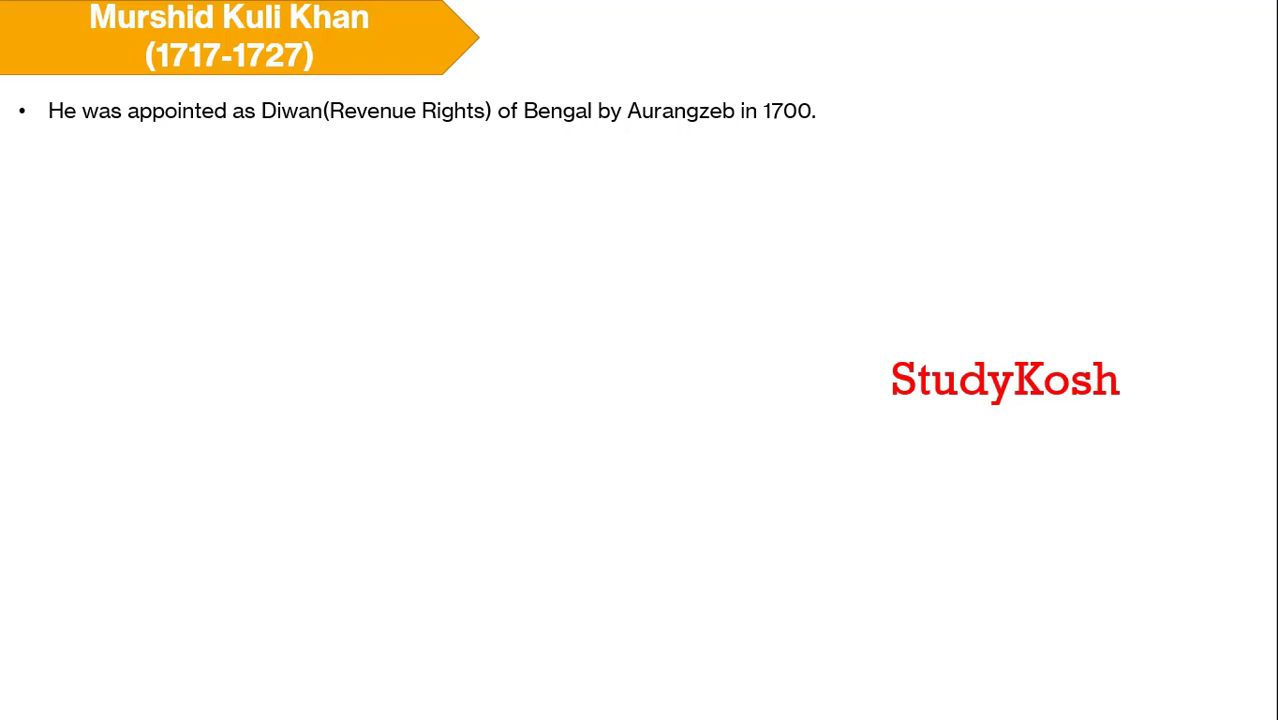 Murshid Kuli Khan
(1717-1727)
• He was appointed as Diwan(Revenue Rights) of Bengal by Aurangzeb in 1700.
StudyKosh